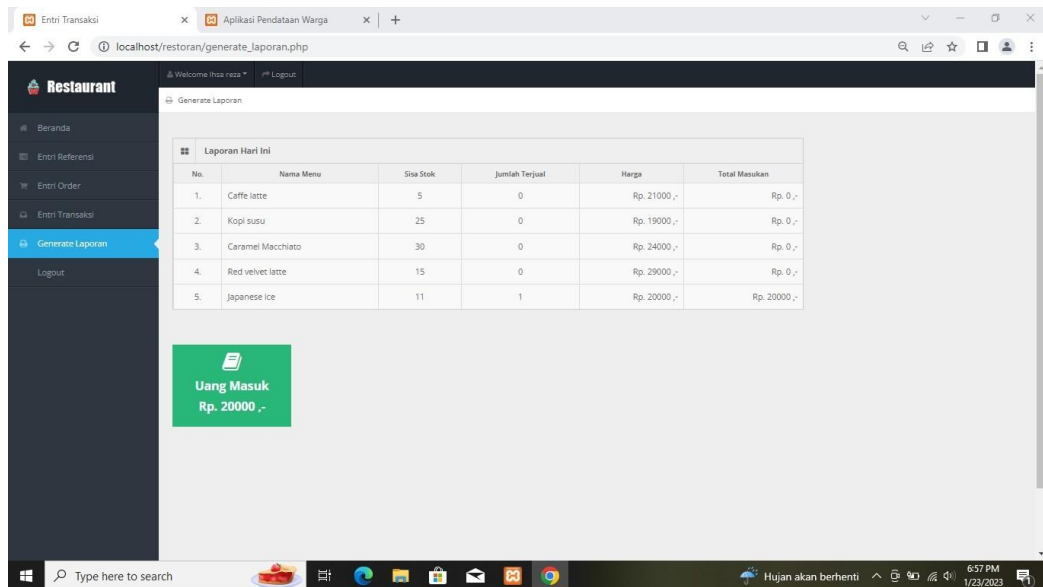 Entri Transaksi
Aplikasi Pendataan Warga
localhost/restoran/generate_laporan.php
Restaurant
Welcome Ihsa reza
Logout
Generate Laporan
Beranda
Entri Referensi
Entri Order
Entri Transaksi
Generate Laporan
Logout
Laporan Hari Ini
No. Nama Menu Sisa Stok Jumlah Terjual Harga Total Masukan
1. Caffe latte 5 0 Rp. 21000 ,- Rp. 0 ,-
2. Kopi susu 25 0 Rp. 19000 ,- Rp. 0 ,-
3. Caramel Macchiato 30 0 Rp. 24000 ,- Rp. 0 ,-
4. Red velvet latte 15 0 Rp. 29000 ,- Rp. 0 ,-
5. Japanese ice 11 1 Rp. 20000 ,- Rp. 20000 ,-
Uang Masuk
Rp. 20000 ,-
Type here to search
Hujan akan berhenti
6:57 PM
1/23/2023